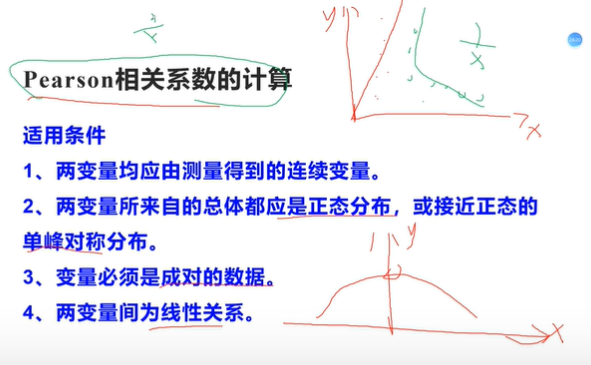 y
1
x
Pearson相关系数的计算
x
适用条件
1、两变量均应由测量得到的连续变量。
2、两变量所来自的总体都应是正态分布，或接近正态的
单峰对称分布。
y
3、变量必须是成对的数据。
4、两变量间为线性关系。
x